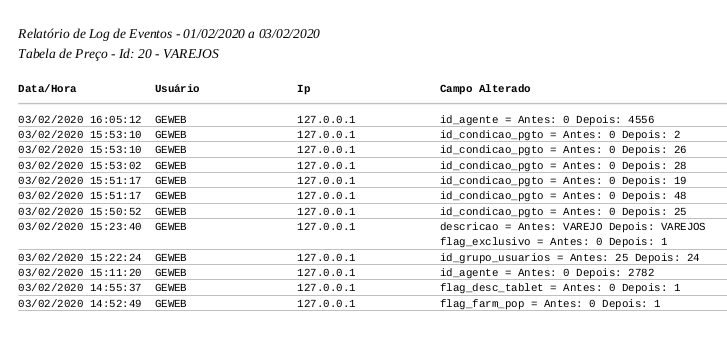 Relatório de Log de Eventos - 01/02/2020 a 03/02/2020
Tabela de Preço - Id: 20 - VAREJOS
Data/Hora Usuário Ip Campo Alterado
03/02/2020 16:05:12 GEWEB 127.0.0.1 id_agente = Antes: 0 Depois: 4556
03/02/2020 15:53:10 GEWEB 127.0.0.1 id_condicao_pgto = Antes: 0 Depois: 2
03/02/2020 15:53:10 GEWEB 127.0.0.1 id_condicao_pgto = Antes: 0 Depois: 26
03/02/2020 15:53:02 GEWEB 127.0.0.1 id_condicao_pgto = Antes: 0 Depois: 28
03/02/2020 15:51:17 GEWEB 127.0.0.1 id_condicao_pgto = Antes: 0 Depois: 19
03/02/2020 15:51:17 GEWEB 127.0.0.1 id_condicao_pgto = Antes: 0 Depois: 48
03/02/2020 15:50:52 GEWEB 127.0.0.1 id_condicao_pgto = Antes: 0 Depois: 25
03/02/2020 15:23:40 GEWEB 127.0.0.1 descricao = Antes: VAREJO Depois: VAREJOS
flag_exclusivo = Antes: 0 Depois: 1
03/02/2020 15:22:24 GEWEB 127.0.0.1 id_grupo_usuarios = Antes: 25 Depois: 24
03/02/2020 15:11:20 GEWEB 127.0.0.1 id_agente = Antes: 0 Depois: 2782
03/02/2020 14:55:37 GEWEB 127.0.0.1 flag_desc_tablet = Antes: 0 Depois: 1
03/02/2020 14:52:49 GEWEB 127.0.0.1 flag_farm_pop = Antes: 0 Depois: 1